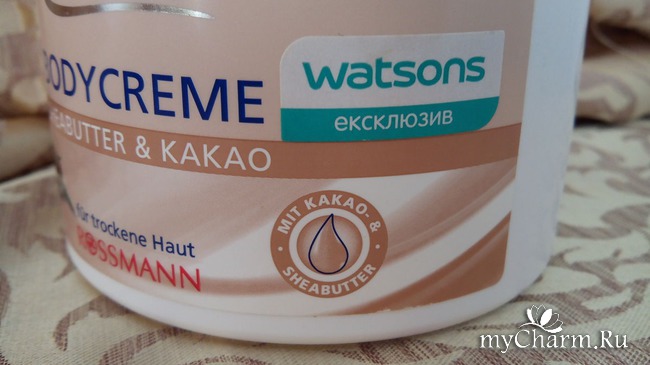 BODYCREME
watsons
ексклюзив
SHEABUTTER & KAKAO
für trockene Haut
ROSSMANN
MIT KAKAO- &
SHEABUTTER
myCharm.Ru